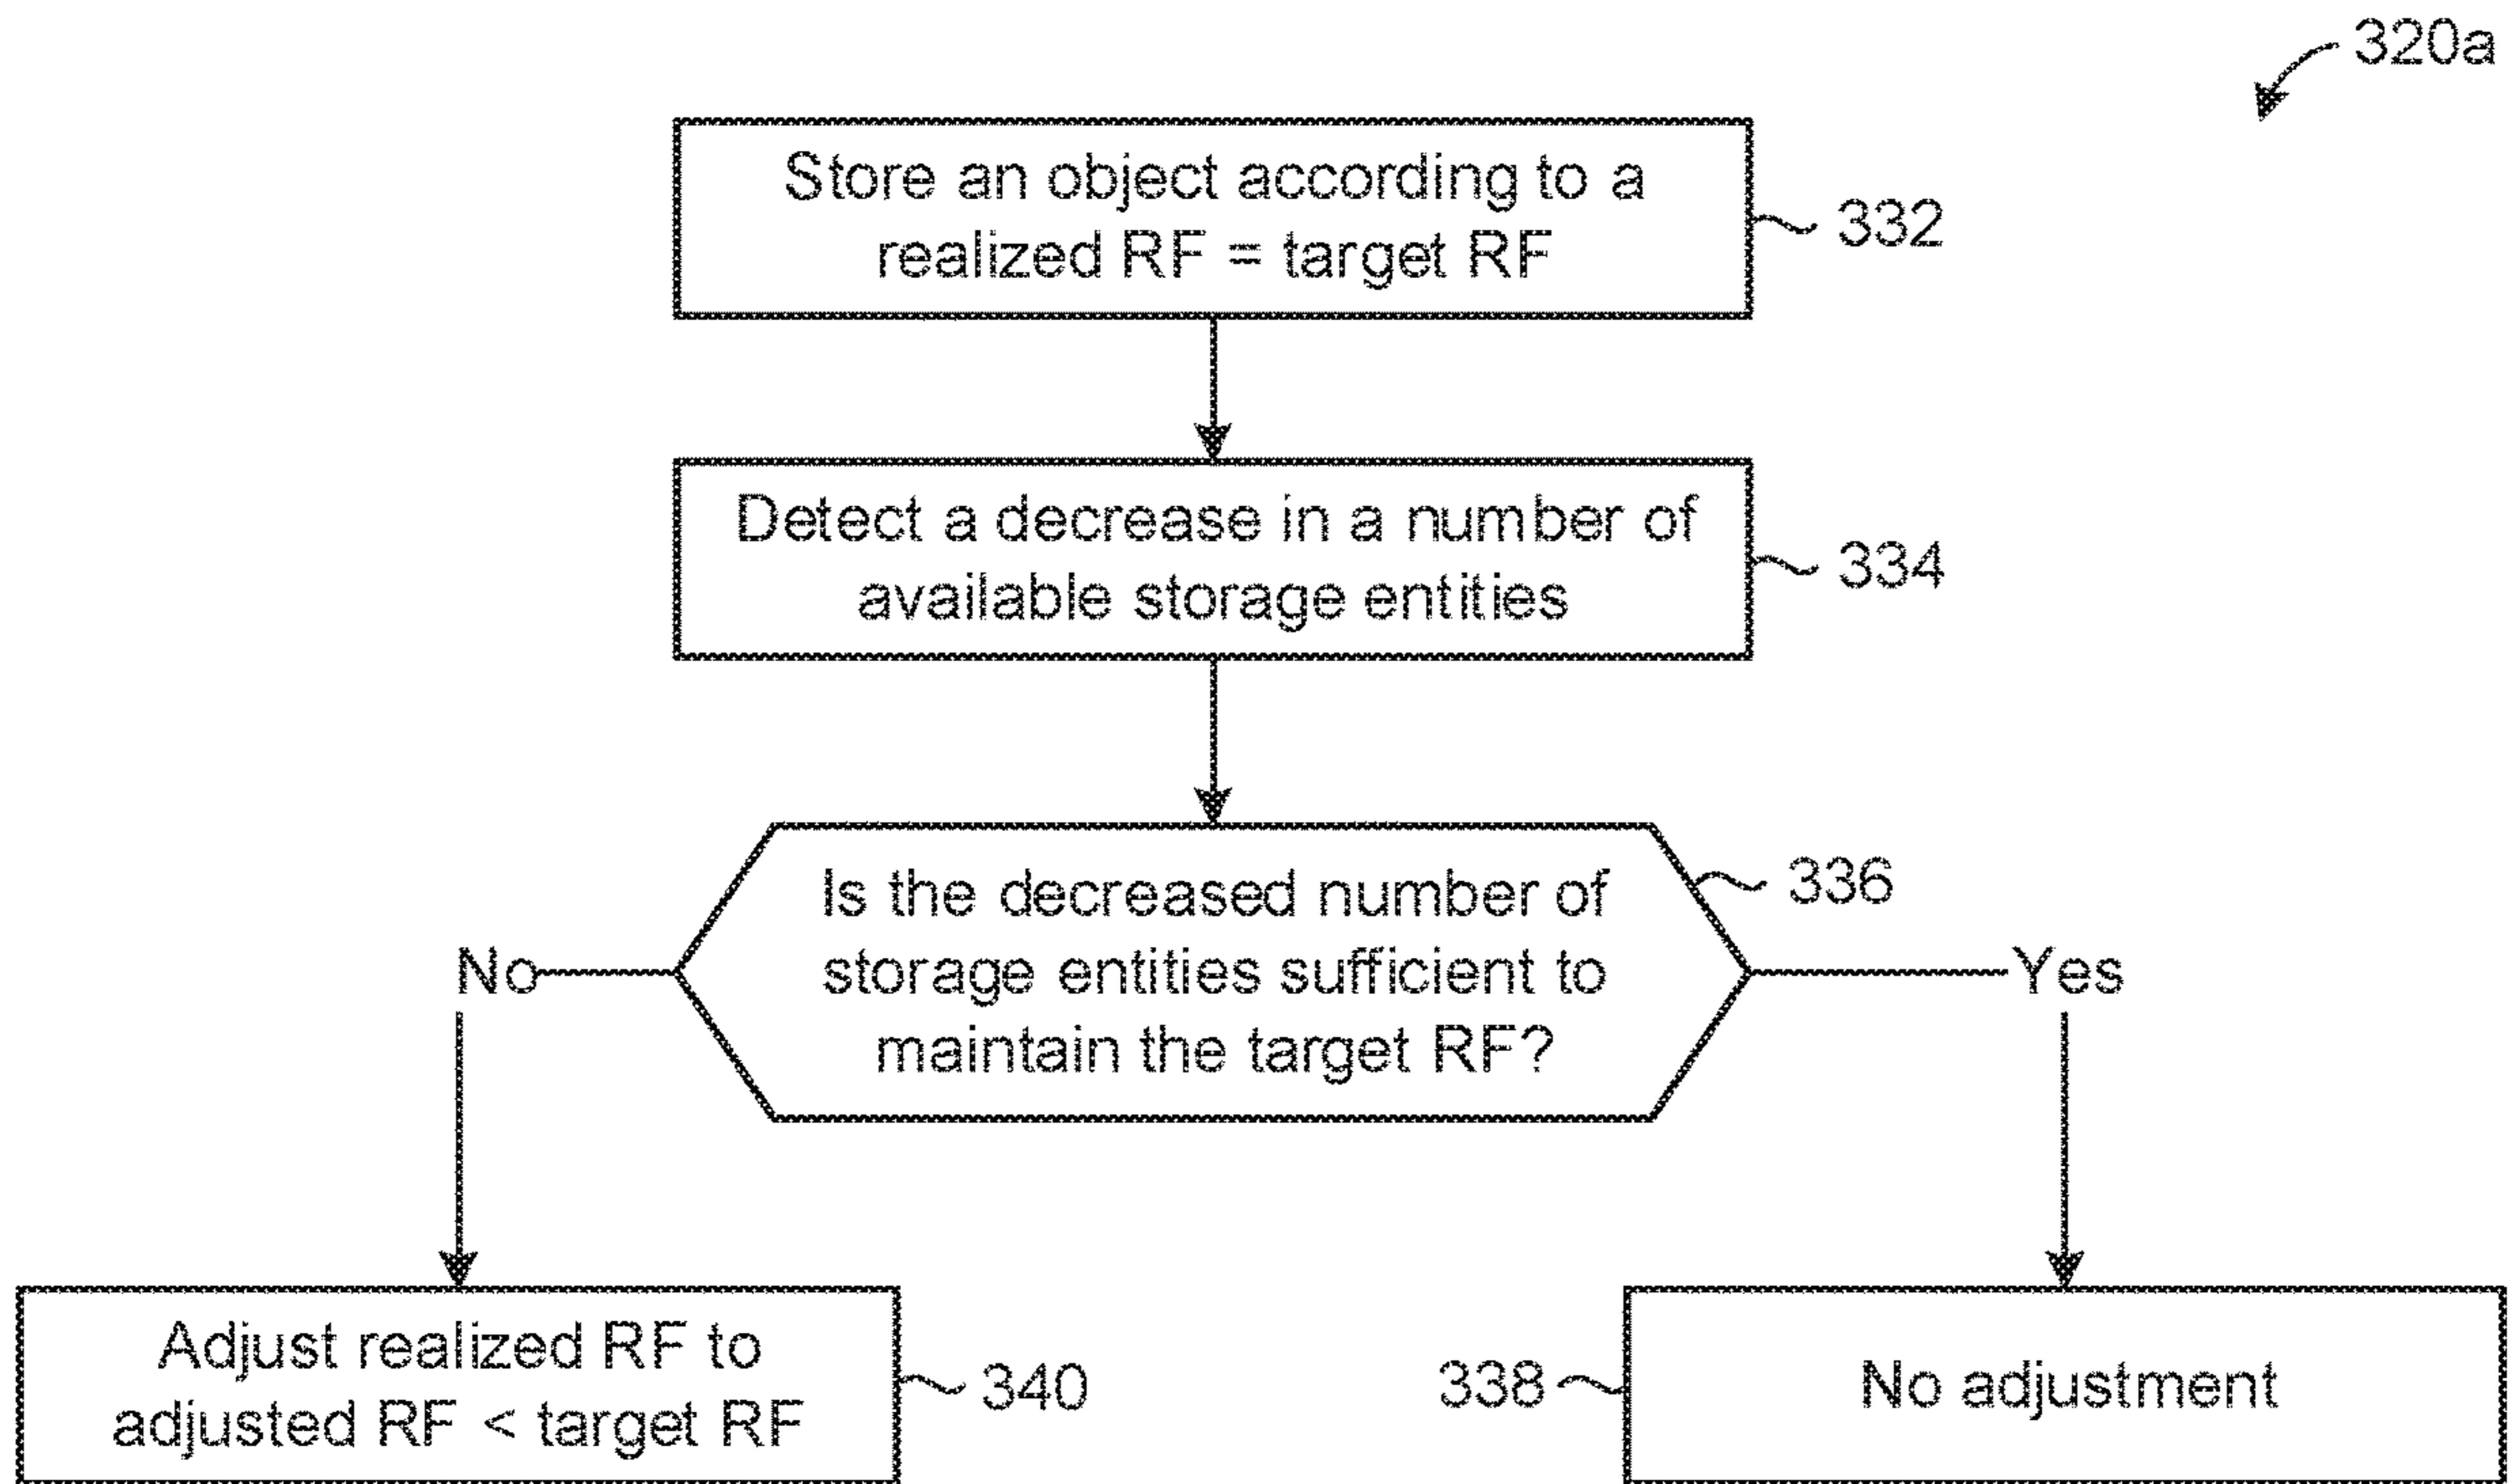 320a
Store an object according to a
realized RF = target RF
332
Detect a decrease in a number of
available storage entities
334
Is the decreased number of
storage entities sufficient to
maintain the target RF?
336
No
Yes
Adjust realized RF to
adjusted RF < target RF
340
338
No adjustment